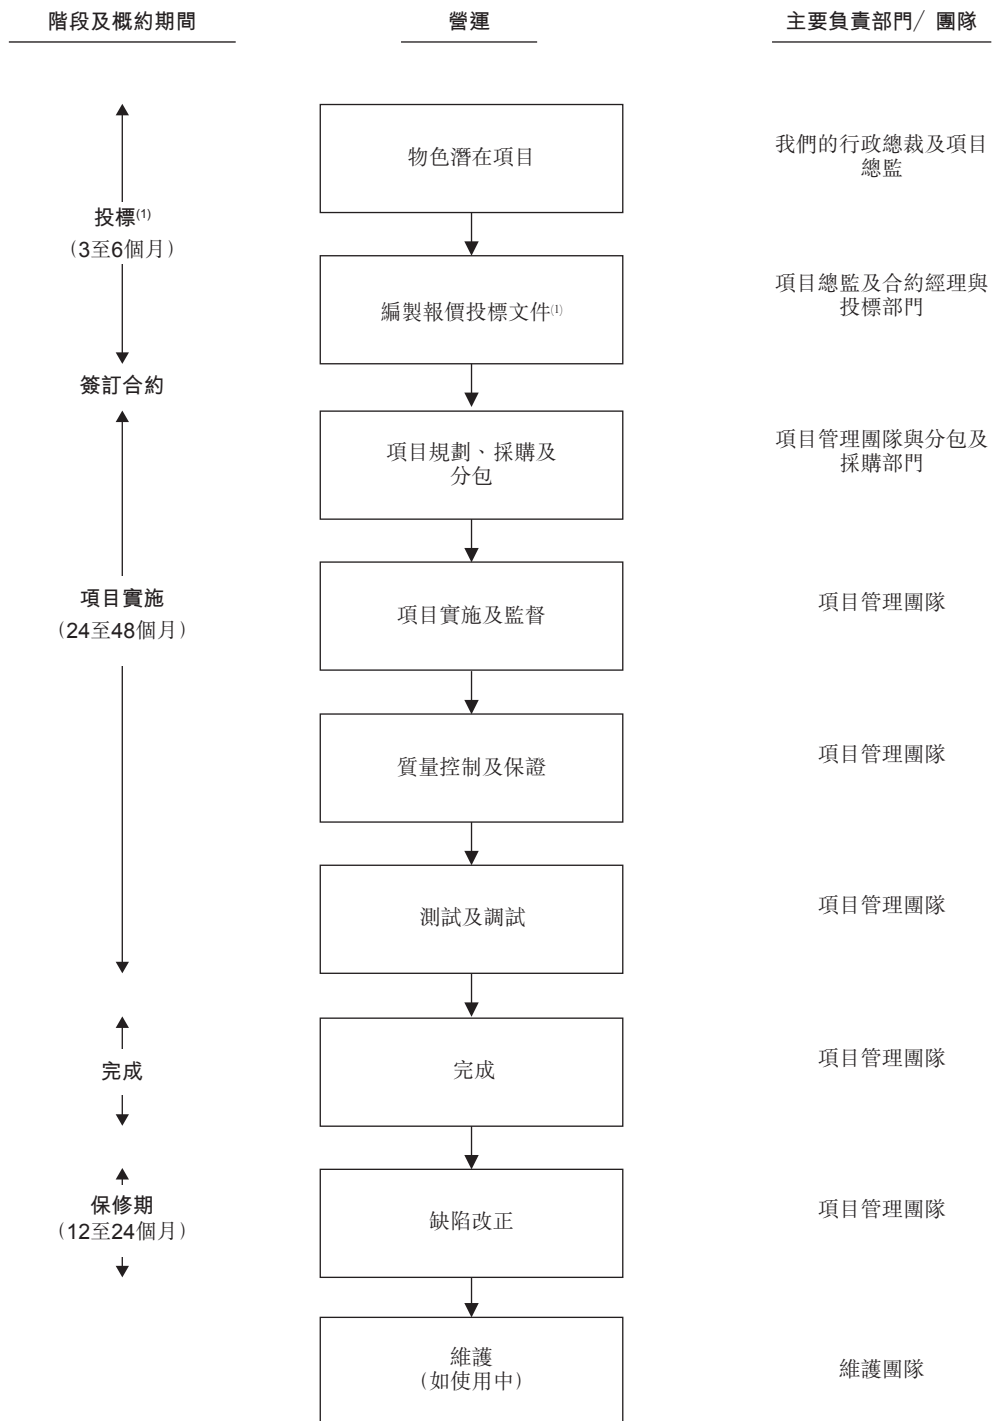 階段及概約期間
營運
主要負責部門/ 團隊
物色潛在項目
我們的行政總裁及項目
總監
投標(1)
(3至6個月)
編製報價投標文件(1)
項目總監及合約經理與
投標部門
簽訂合約
項目規劃、採購及
分包
項目管理團隊與分包及
採購部門
項目實施
(24至48個月)
項目實施及監督
項目管理團隊
質量控制及保證
項目管理團隊
測試及調試
項目管理團隊
完成
完成
項目管理團隊
保修期
(12至24個月)
缺陷改正
項目管理團隊
維護
(如使用中)
維護團隊